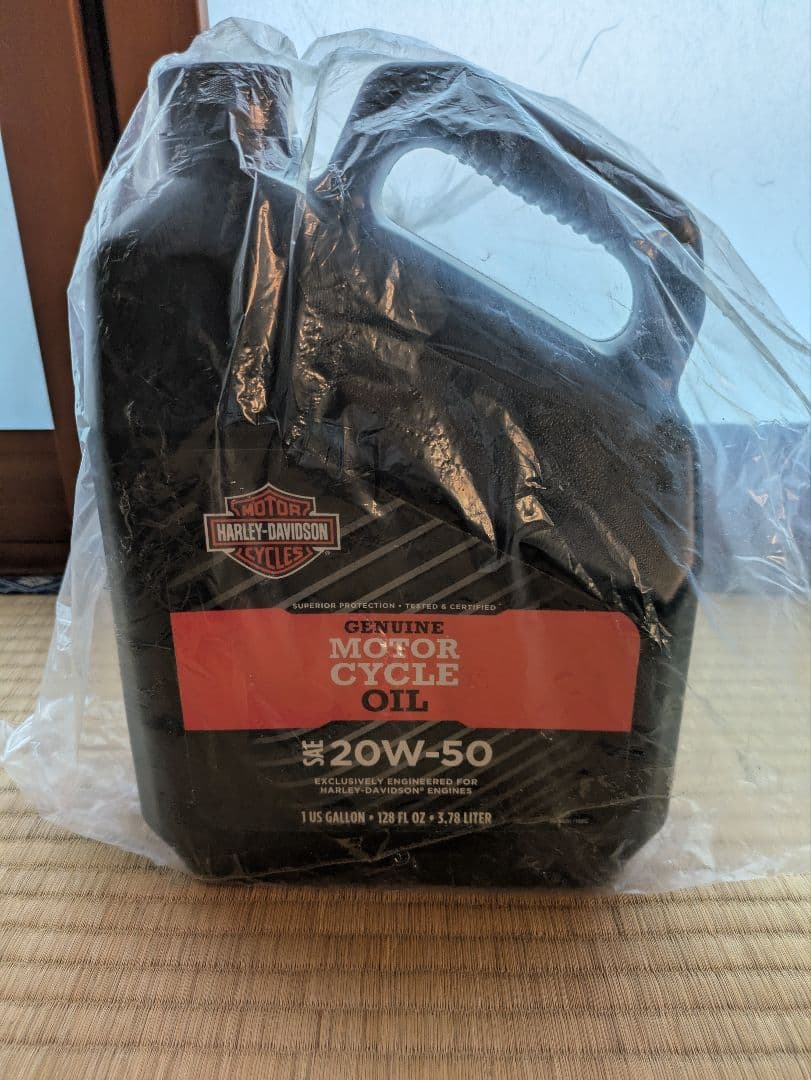 MOTOR
HARLEY-DAVIDSON
CYCLES
®
SUPERIOR PROTECTION • TESTED & CERTIFIED
GENUINE
MOTOR
CYCLE
OIL
SAE 20W-50
EXCLUSIVELY ENGINEERED FOR
HARLEY-DAVIDSON® ENGINES
1 US GALLON • 128 FL OZ • 3.78 LITER